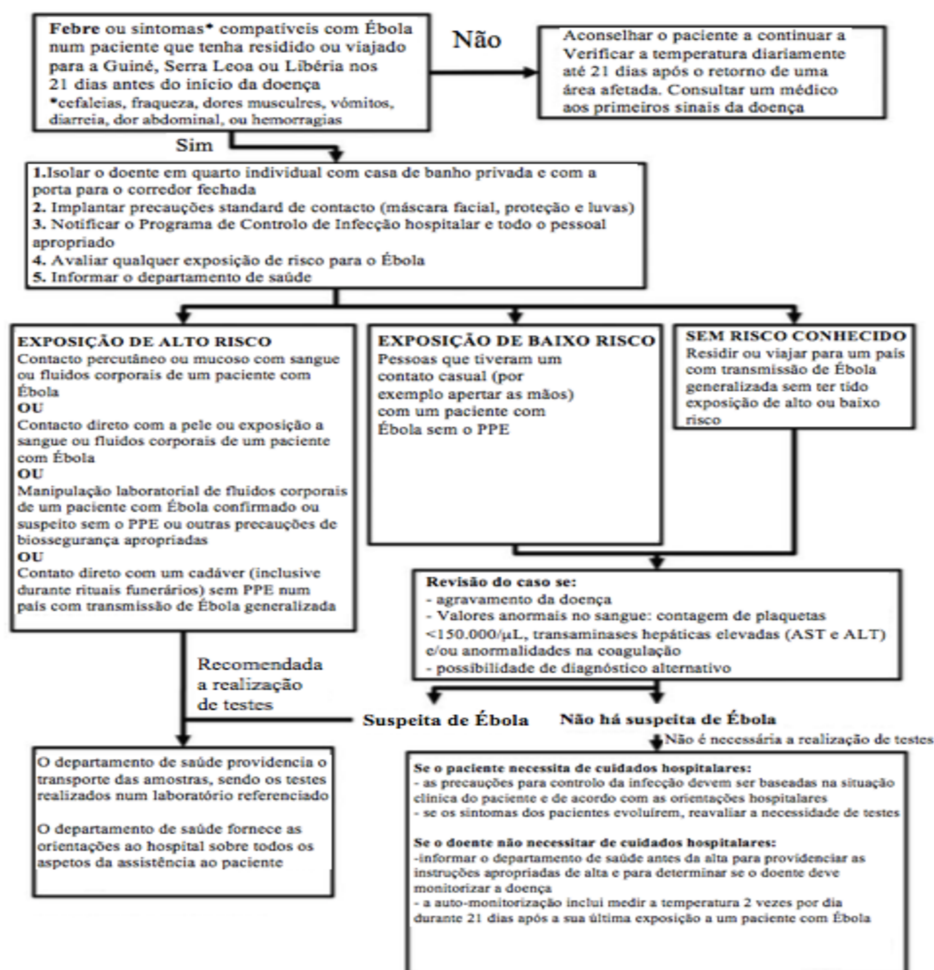 Febre ou sintomas* compatíveis com Ébola
num paciente que tenha residido ou viajado
para a Guiné, Serra Leoa ou Libéria nos
21 dias antes do início da doença
*cefaleias, fraqueza, dores musculres, vómitos,
diarreia, dor abdominal, ou hemorragias
Não
Aconselhar o paciente a continuar a
Verificar a temperatura diariamente
até 21 dias após o retorno de uma
área afetada. Consultar um médico
aos primeiros sinais da doença
Sim
1.Isolar o doente em quarto individual com casa de banho privada e com a
porta para o corredor fechada
2. Implantar precauções standard de contacto (máscara facial, proteção e luvas)
3. Notificar o Programa de Controlo de Infecção hospitalar e todo o pessoal
apropriado
4. Avaliar qualquer exposição de risco para o Ébola
5. Informar o departamento de saúde
EXPOSIÇÃO DE ALTO RISCO
Contacto percutâneo ou mucoso com sangue
ou fluidos corporais de um paciente com
Ébola
OU
Contacto direto com a pele ou exposição a
sangue ou fluidos corporais de um paciente
com Ébola
OU
Manipulação laboratorial de fluidos corporais
de um paciente com Ébola confirmado ou
suspeito sem o PPE ou outras precauções de
biossegurança apropriadas
OU
Contato direto com um cadáver (inclusive
durante rituais funerários) sem PPE num
país com transmissão de Ébola generalizada
EXPOSIÇÃO DE BAIXO RISCO
Pessoas que tiveram um
contato casual (por
exemplo apertar as mãos)
com um paciente com
Ébola sem o PPE
SEM RISCO CONHECIDO
Residir ou viajar para um país
com transmissão de Ébola
generalizada sem ter tido
exposição de alto ou baixo
risco
Revisão do caso se:
- agravamento da doença
- Valores anormais no sangue: contagem de plaquetas
<150.000/µL, transaminases hepáticas elevadas (AST e ALT)
e/ou anormalidades na coagulação
- possibilidade de diagnóstico alternativo
Recomendada
a realização
de testes
Suspeita de Ébola
Não há suspeita de Ébola
Não é necessária a realização de testes
O departamento de saúde providencia o
transporte das amostras, sendo os testes
realizados num laboratório referenciado
O departamento de saúde fornece as
orientações ao hospital sobre todos os
aspetos da assistência ao paciente
Se o paciente necessita de cuidados hospitalares:
- as precauções para controlo da infecção devem ser baseadas na situação
clínica do paciente e de acordo com as orientações hospitalares
- se os sintomas dos pacientes evoluírem, reavaliar a necessidade de testes
Se o doente não necessitar de cuidados hospitalares:
-informar o departamento de saúde antes da alta para providenciar as
instruções apropriadas de alta e para determinar se o doente deve
monitorizar a doença
- a auto-monitorização inclui medir a temperatura 2 vezes por dia
durante 21 dias após a sua última exposição a um paciente com Ébola